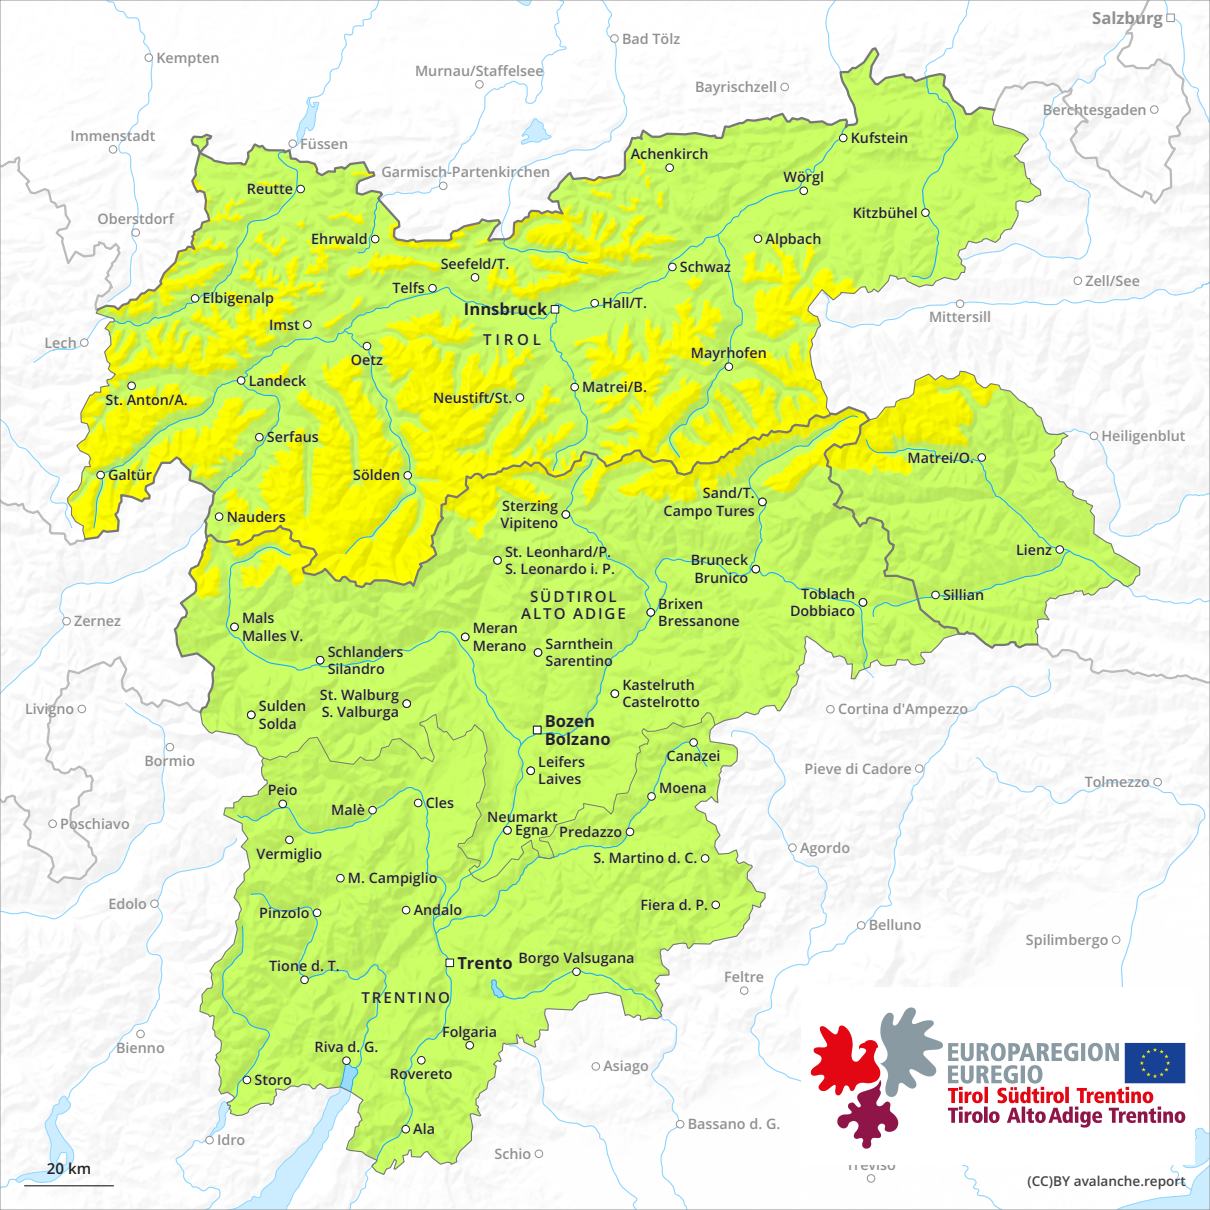 Salzburg
Bad Tölz
Kempten
Murnau/Staffelsee
Bayrischzell
Berchtesgaden
Immenstadt
Füssen
Kufstein
Achenkirch
Garmisch-Partenkirchen
Wörgl
Reutte
Oberstdorf
Kitzbühel
Ehrwald
Alpbach
Seefeld/T.
Schwaz
Zell/See
Telfs
Elbigenalp
Hall/T.
Innsbruck
Mittersill
Imst
TIROL
Lech
Oetz
Mayrhofen
Landeck
Matrei/B.
St. Anton/A.
Neustift/St.
Serfaus
Heiligenblut
Matrei/O.
Galtür
Sölden
Sand/T.
Campo Tures
Sterzing
Vipiteno
Nauders
St. Leonhard/P.
S. Leonardo i. P.
Lienz
Bruneck
Brunico
SÜDTIROL
ALTO ADIGE
Toblach
Dobbiaco
Sillian
Brixen
Bressanone
Zernez
Mals
Malles V.
Meran
Merano
Sarnthein
Sarentino
Schlanders
Silandro
Kastelruth
Castelrotto
St. Walburg
S. Valburga
Livigno
Sulden
Solda
Cortina d'Ampezzo
Bozen
Bolzano
Canazei
Bormio
Leifers
Laives
Pieve di Cadore
Tolmezzo
Peio
Moena
Malè
Cles
Neumarkt
Egna
Poschiavo
Predazzo
Vermiglio
Agordo
S. Martino d. C.
M. Campiglio
Edolo
Pinzolo
Andalo
Fiera d. P.
Belluno
Spilimbergo
Trento
Borgo Valsugana
Tione d. T.
Feltre
TRENTINO
Folgaria
Bienno
Riva d. G.
Rovereto
Asiago
Storo
EUROPAREGION
EUREGIO
Tirol Südtirol Trentino
Tirolo Alto Adige Trentino
Ala
Bassano d. G.
Idro
Schio
Treviso
20 km
(CC)BY avalanche.report